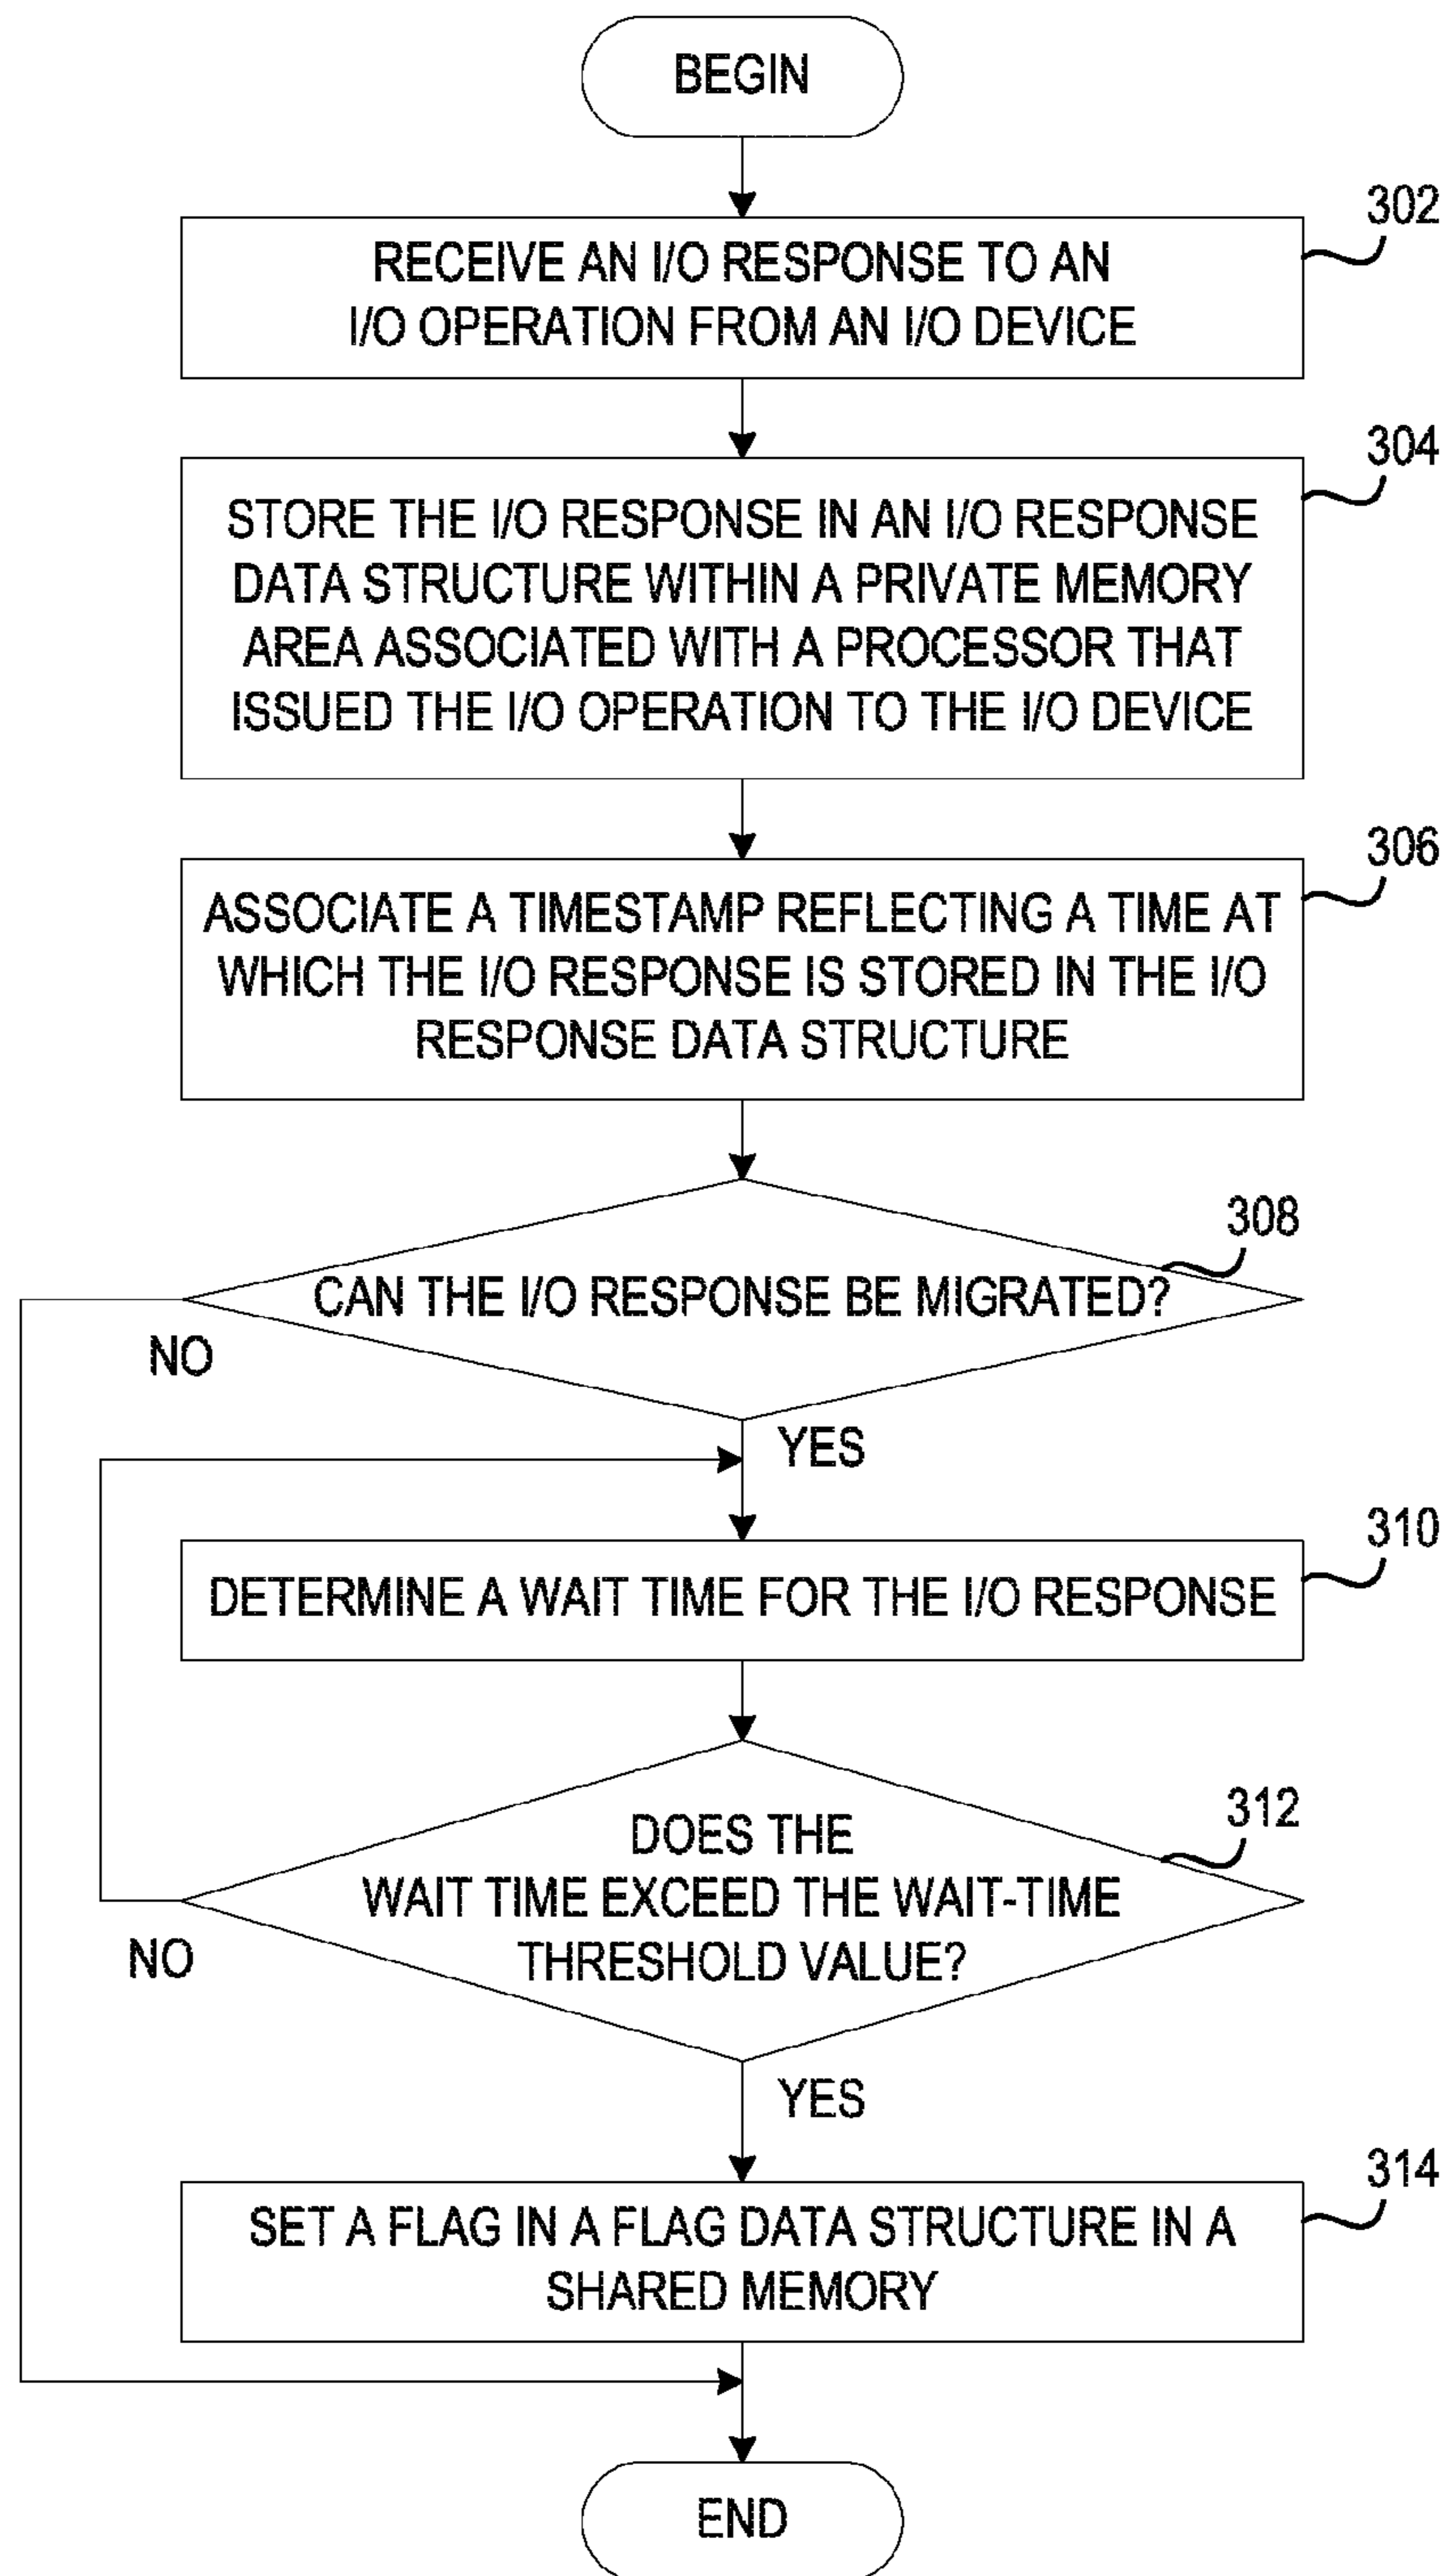 BEGIN
302
RECEIVE AN I/O RESPONSE TO AN
I/O OPERATION FROM AN I/O DEVICE
304
STORE THE I/O RESPONSE IN AN I/O RESPONSE
DATA STRUCTURE WITHIN A PRIVATE MEMORY
AREA ASSOCIATED WITH A PROCESSOR THAT
ISSUED THE I/O OPERATION TO THE I/O DEVICE
306
ASSOCIATE A TIMESTAMP REFLECTING A TIME AT
WHICH THE I/O RESPONSE IS STORED IN THE I/O
RESPONSE DATA STRUCTURE
308
CAN THE I/O RESPONSE BE MIGRATED?
NO
YES
310
DETERMINE A WAIT TIME FOR THE I/O RESPONSE
312
DOES THE
WAIT TIME EXCEED THE WAIT-TIME
THRESHOLD VALUE?
NO
YES
314
SET A FLAG IN A FLAG DATA STRUCTURE IN A
SHARED MEMORY
END